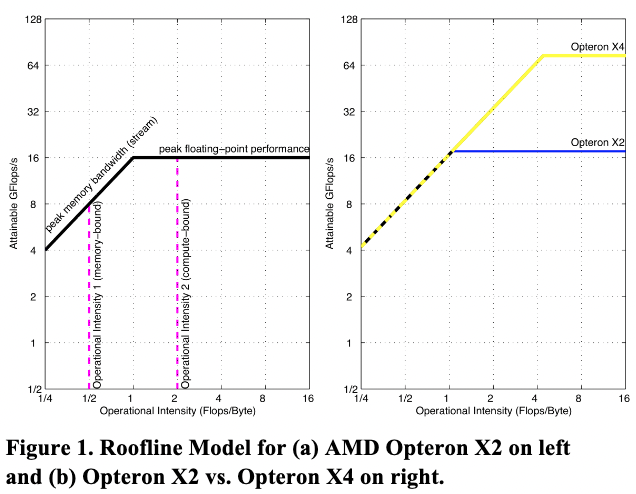 128
64
32
16
8
4
2
1
1/2
Attainable GFlops/s
peak memory bandwidth (stream)
peak floating−point performance
Operational Intensity 1 (memory−bound)
Operational Intensity 2 (compute−bound)
1/4 1/2 1 2 4 8 16
Operational Intensity (Flops/Byte)
128
64
32
16
8
4
2
1
1/2
Attainable GFlops/s
Opteron X4
Opteron X2
1/4 1/2 1 2 4 8 16
Operational Intensity (Flops/Byte)
Figure 1. Roofline Model for (a) AMD Opteron X2 on left
and (b) Opteron X2 vs. Opteron X4 on right.